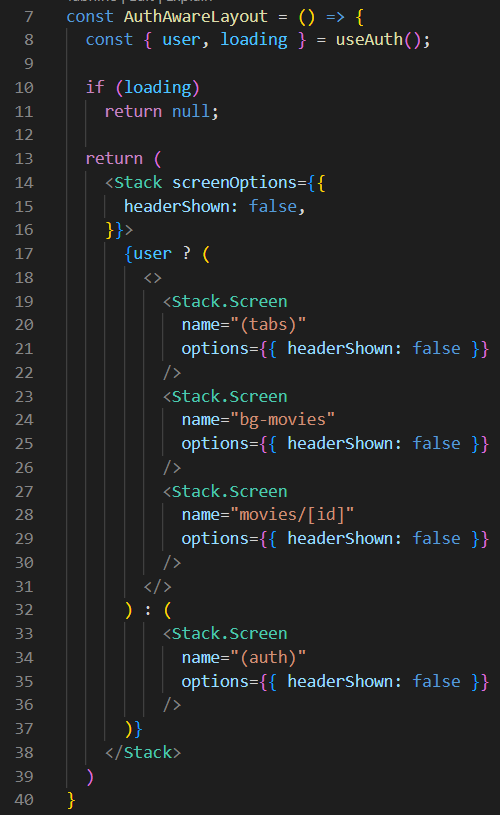 7 const AuthAwareLayout = () => {
8   const { user, loading } = useAuth();
9
10   if (loading)
11     return null;
12
13   return (
14     <Stack screenOptions={{
15       headerShown: false,
16     }}>
17       {user ? (
18         <>
19           <Stack.Screen
20             name="(tabs)"
21             options={{ headerShown: false }}
22           />
23           <Stack.Screen
24             name="bg-movies"
25             options={{ headerShown: false }}
26           />
27           <Stack.Screen
28             name="movies/[id]"
29             options={{ headerShown: false }}
30           />
31         </>
32       ) : (
33           <Stack.Screen
34             name="(auth)"
35             options={{ headerShown: false }}
36           />
37       )}
38     </Stack>
39   )
40 }